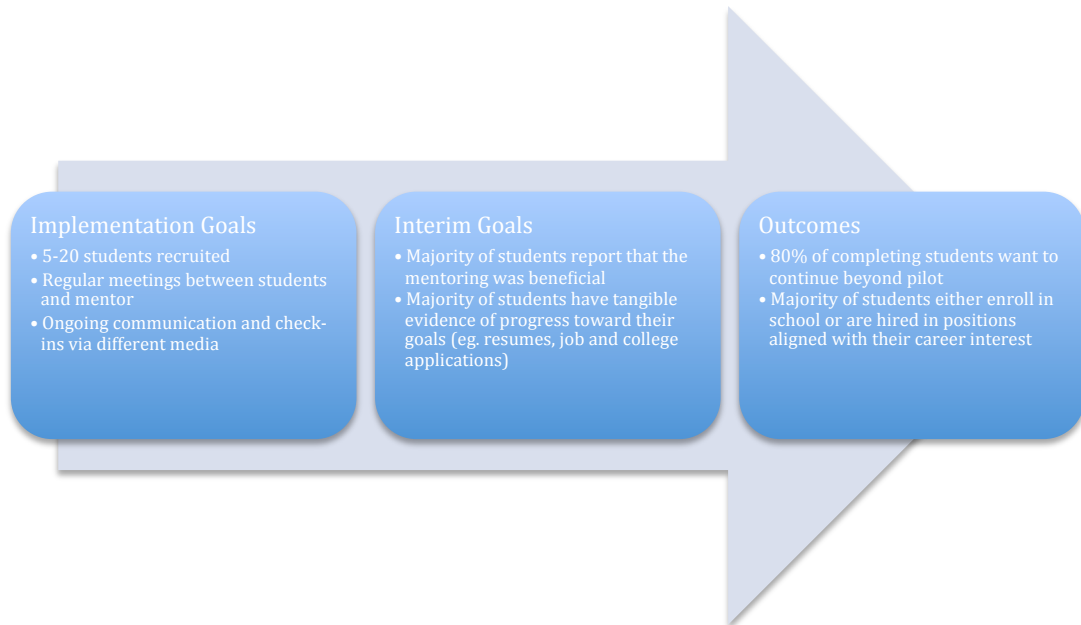 Implementation Goals
• 5-20 students recruited
• Regular meetings between students
and mentor
• Ongoing communication and check-
ins via different media
Interim Goals
• Majority of students report that the
mentoring was beneficial
• Majority of students have tangible
evidence of progress toward their
goals (eg. resumes, job and college
applications)
Outcomes
• 80% of completing students want to
continue beyond pilot
• Majority of students either enroll in
school or are hired in positions
aligned with their career interest